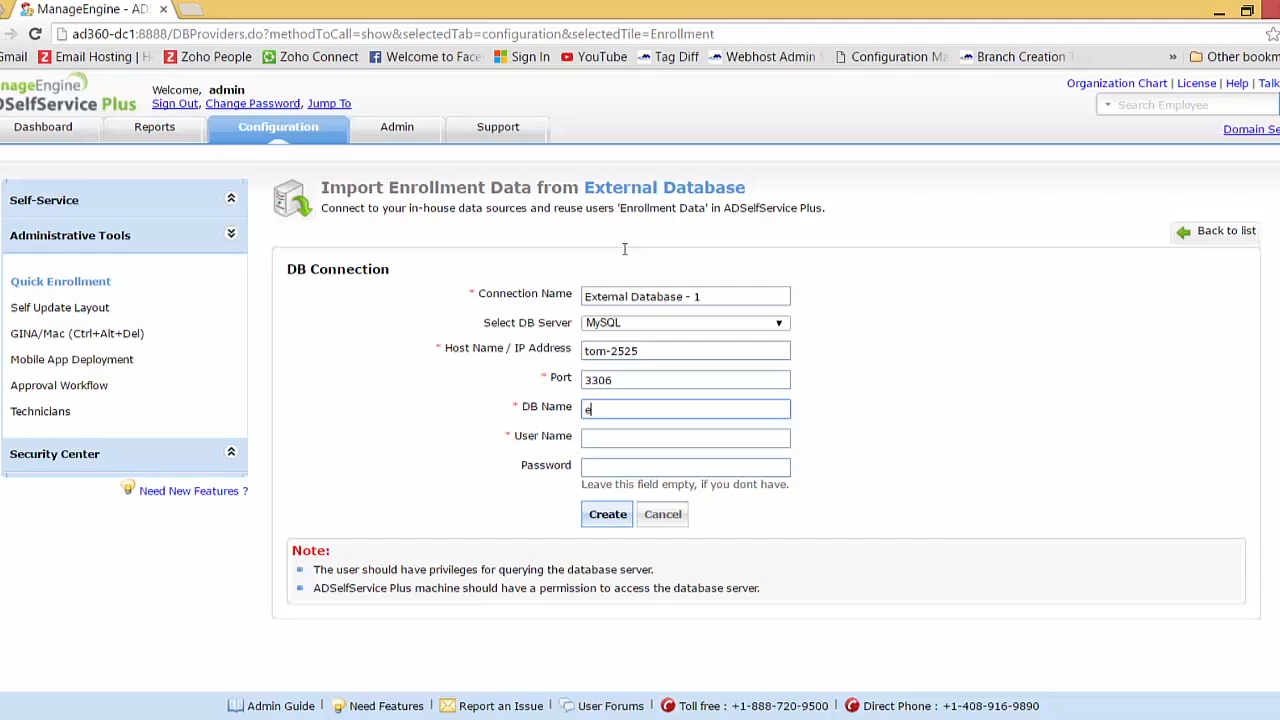 ManageEngine - AD
ad360-dc1:8888/DBProviders.do?methodToCall=show&selectedTab=configuration&selectedTile=Enrollment
Gmail Email Hosting | H Zoho People Zoho Connect Welcome to Face Sign In YouTube Tag Diff Webhost Admin Configuration Ma Branch Creation T » Other bookm
nageEngine
DSelfService Plus
Welcome, admin
Sign Out, Change Password, Jump To
Organization Chart | License | Help | Talk
Search Employee
Dashboard Reports Configuration Admin Support
Domain Se
Self-Service
Administrative Tools
Quick Enrollment
Self Update Layout
GINA/Mac (Ctrl+Alt+Del)
Mobile App Deployment
Approval Workflow
Technicians
Security Center
Need New Features ?
Import Enrollment Data from External Database
Connect to your in-house data sources and reuse users 'Enrollment Data' in ADSelfService Plus.
Back to list
DB Connection
* Connection Name External Database - 1
Select DB Server MySQL
* Host Name / IP Address tom-2525
* Port 3306
* DB Name e
* User Name
Password
Leave this field empty, if you dont have.
Create Cancel
Note:
The user should have privileges for querying the database server.
ADSelfService Plus machine should have a permission to access the database server.
Admin Guide | Need Features | Report an Issue | User Forums | Toll free : +1-888-720-9500 | Direct Phone : +1-408-916-9890